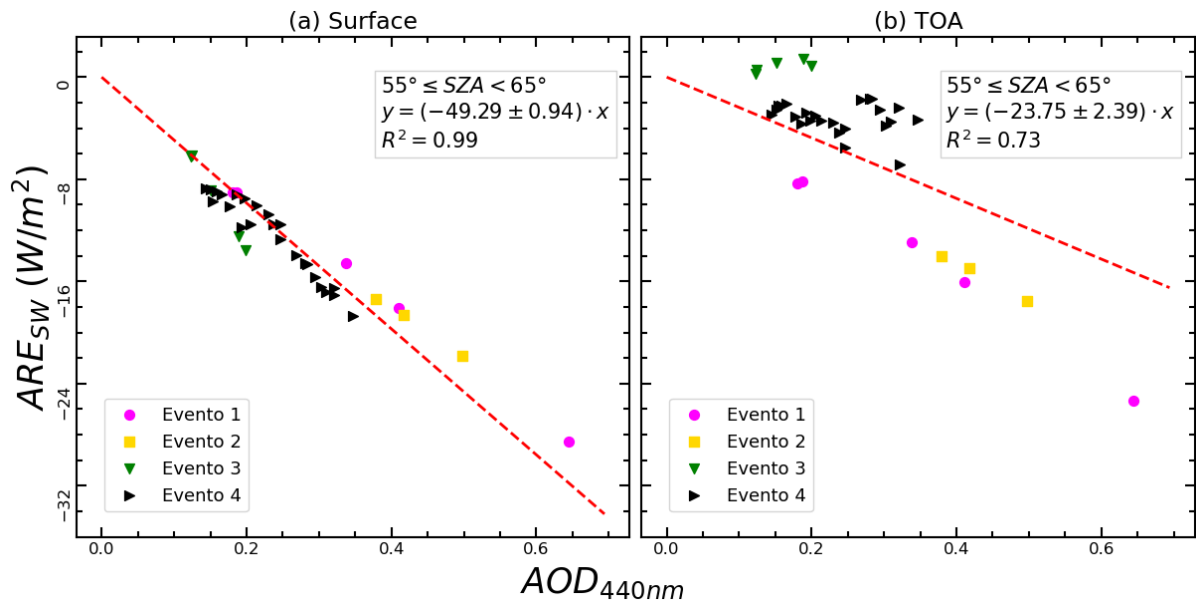 (a) Surface
(b) TOA
55° ≤ SZA < 65°
y = (−49.29 ± 0.94) · x
R² = 0.99
55° ≤ SZA < 65°
y = (−23.75 ± 2.39) · x
R² = 0.73
0
−8
−16
−24
−32
ARE_SW (W/m²)
Evento 1
Evento 2
Evento 3
Evento 4
Evento 1
Evento 2
Evento 3
Evento 4
0.0 0.2 0.4 0.6
0.0 0.2 0.4 0.6
AOD_440nm